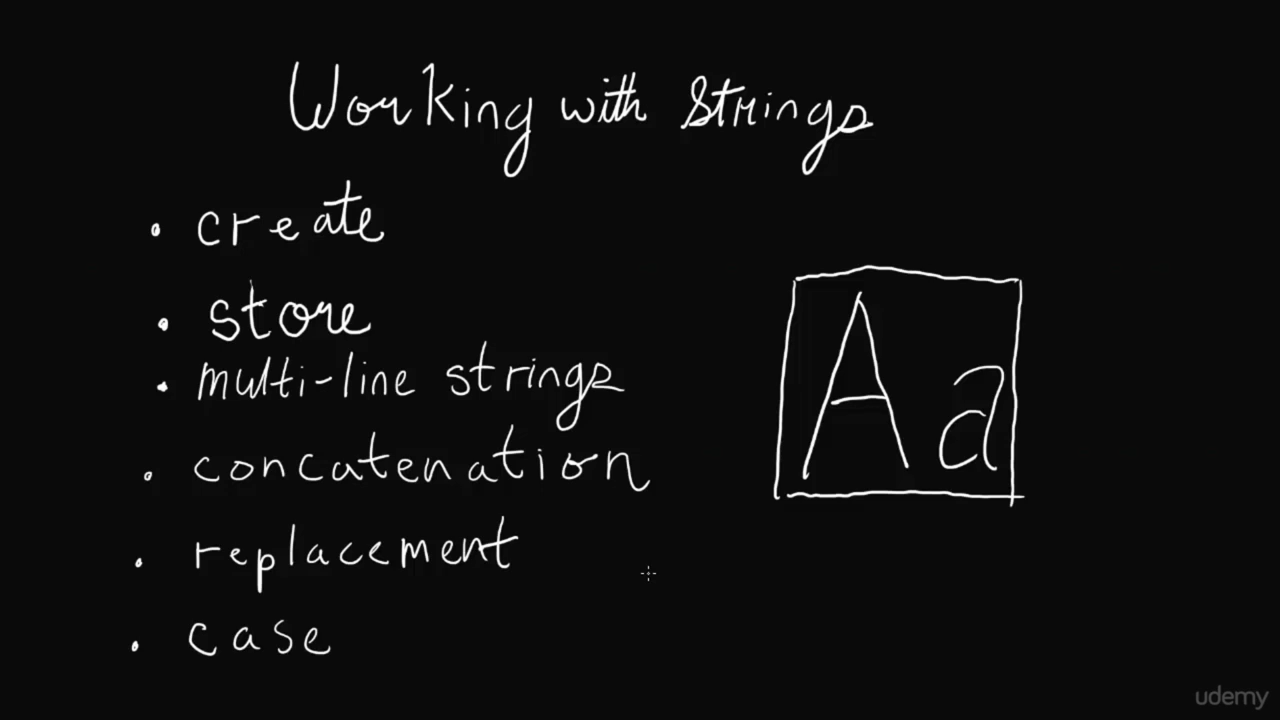 Working with Strings
• create
• store
• multi-line strings
• concatenation
• replacement
• case
Aa
udemy